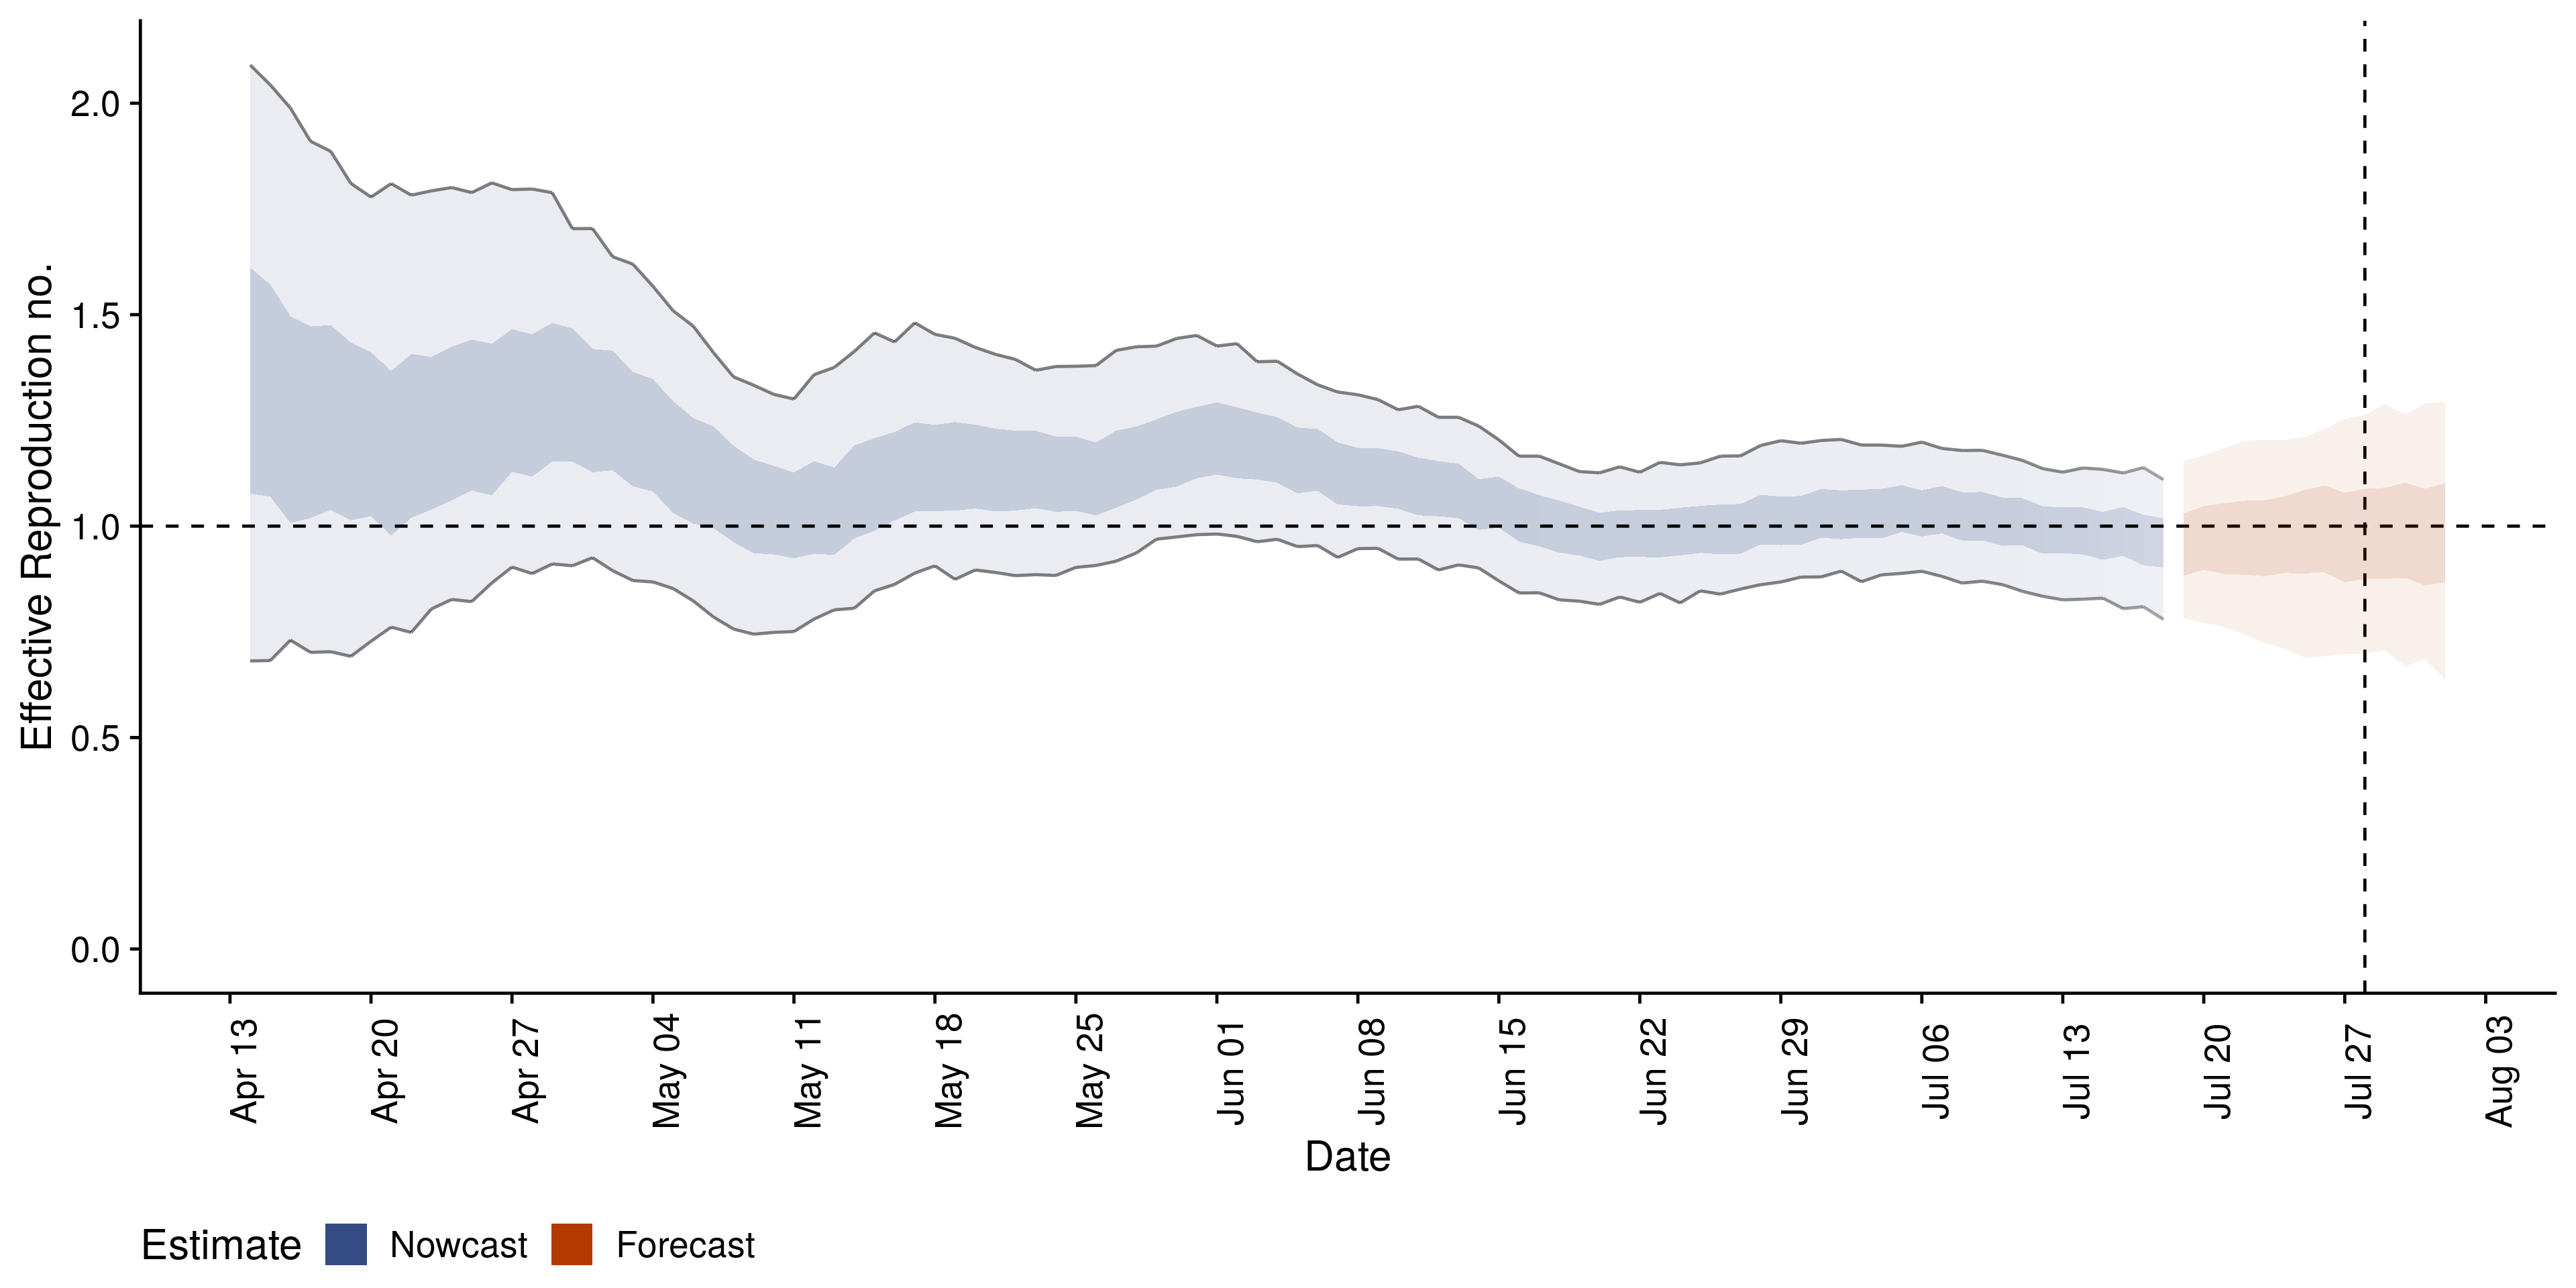 Effective Reproduction no.
2.0
1.5
1.0
0.5
0.0
Apr 13
Apr 20
Apr 27
May 04
May 11
May 18
May 25
Jun 01
Jun 08
Jun 15
Jun 22
Jun 29
Jul 06
Jul 13
Jul 20
Jul 27
Aug 03
Date
Estimate Nowcast Forecast